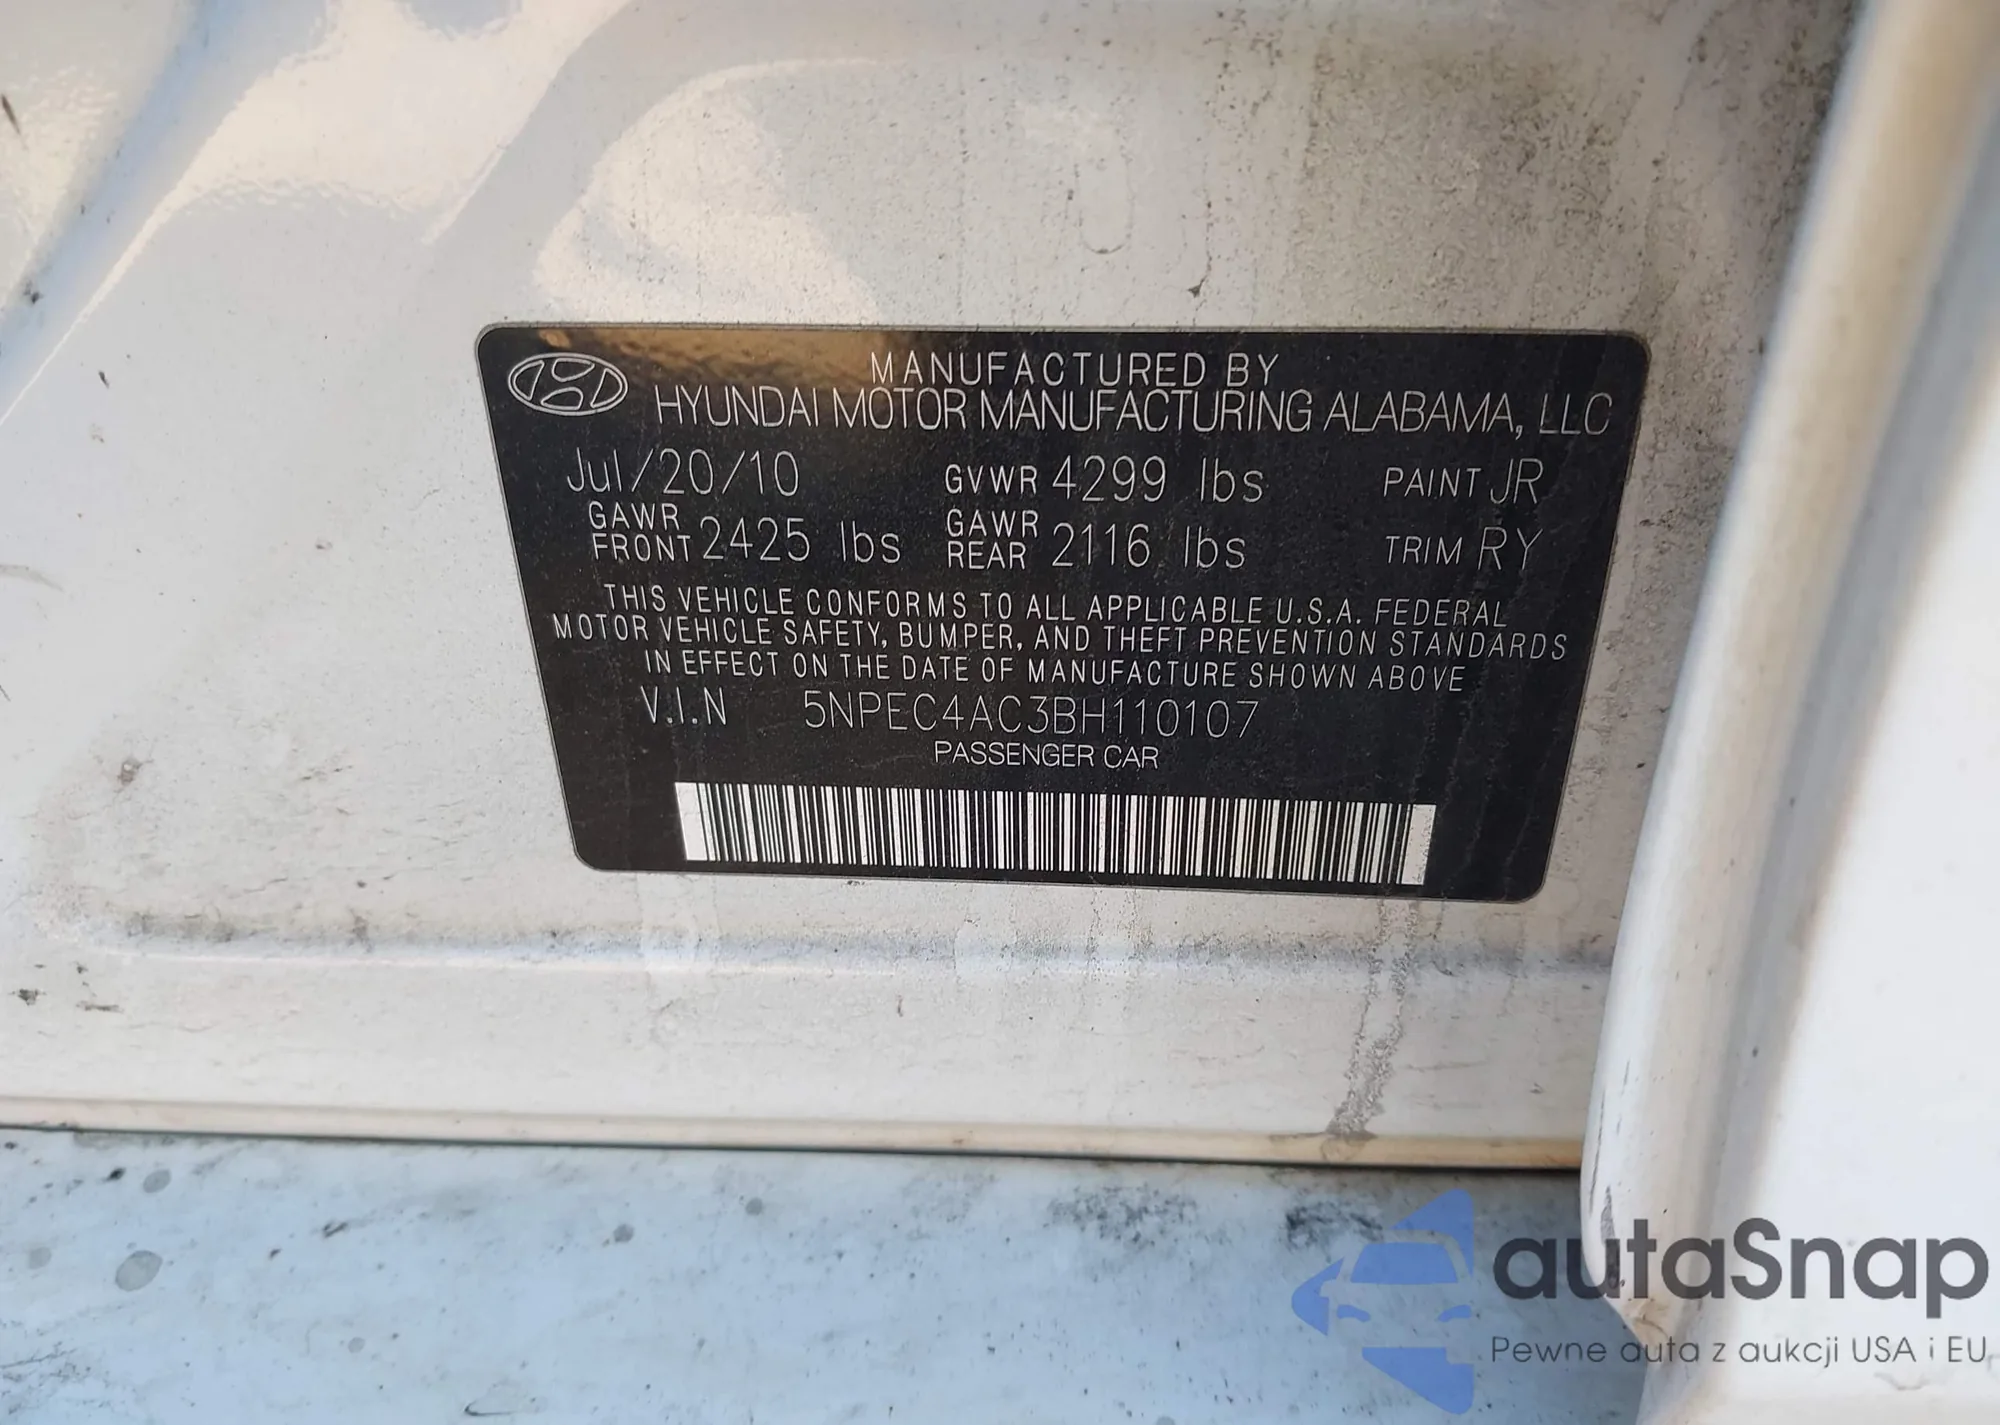 MANUFACTURED BY
HYUNDAI MOTOR MANUFACTURING ALABAMA, LLC
Jul/20/10 GVWR 4299 lbs PAINT JR
GAWR FRONT 2425 lbs GAWR REAR 2116 lbs TRIM RY
THIS VEHICLE CONFORMS TO ALL APPLICABLE U.S.A. FEDERAL
MOTOR VEHICLE SAFETY, BUMPER, AND THEFT PREVENTION STANDARDS
IN EFFECT ON THE DATE OF MANUFACTURE SHOWN ABOVE
V.I.N 5NPEC4AC3BH110107
PASSENGER CAR
autaSnap
Pewne auta z aukcji USA i EU